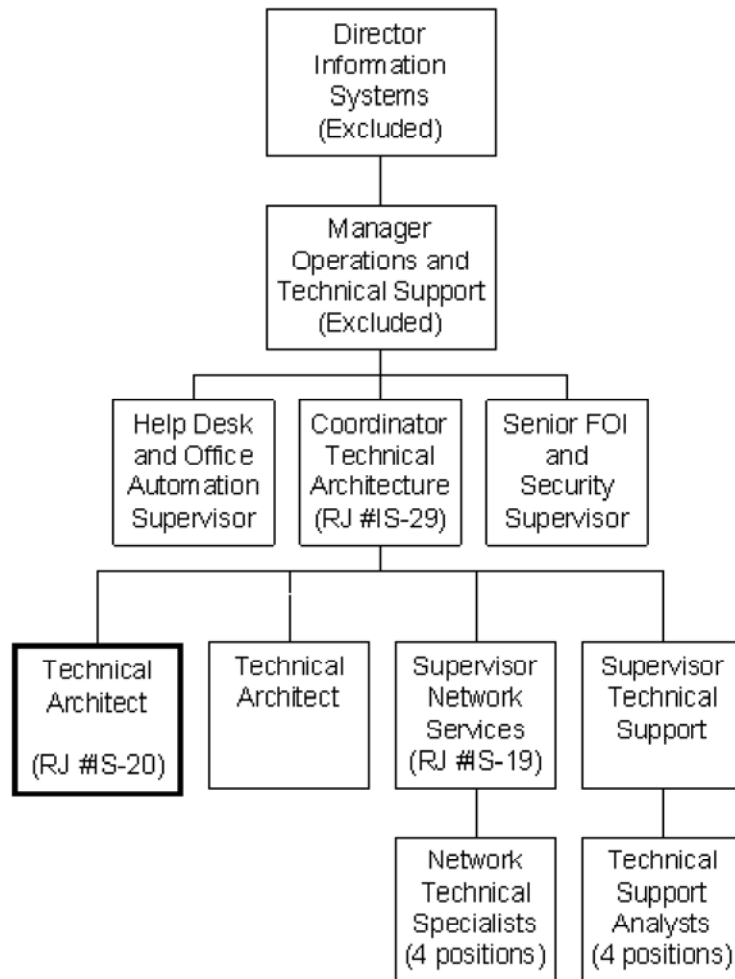 Director
Information
Systems
(Excluded)
Manager
Operations and
Technical Support
(Excluded)
Help Desk
and Office
Automation
Supervisor
Coordinator
Technical
Architecture
(RJ #IS-29)
Senior FOI
and
Security
Supervisor
Technical
Architect
(RJ #IS-20)
Technical
Architect
Supervisor
Network
Services
(RJ #IS-19)
Supervisor
Technical
Support
Network
Technical
Specialists
(4 positions)
Technical
Support
Analysts
(4 positions)